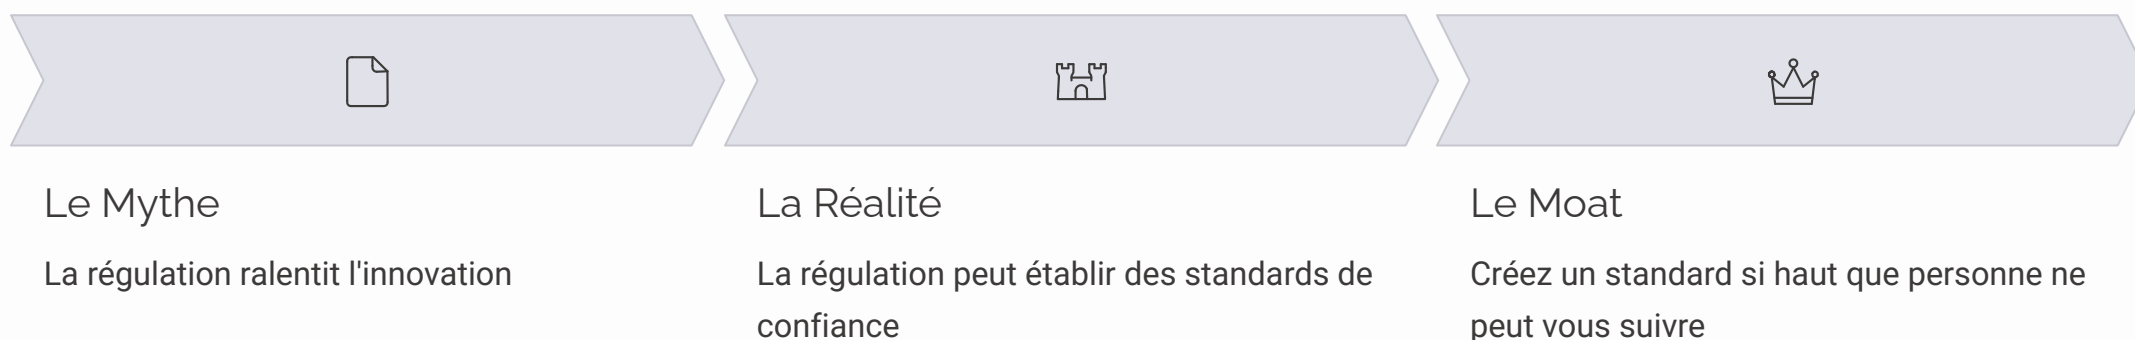 Le Mythe
La régulation ralentit l'innovation
La Réalité
La régulation peut établir des standards de
confiance
Le Moat
Créez un standard si haut que personne ne
peut vous suivre